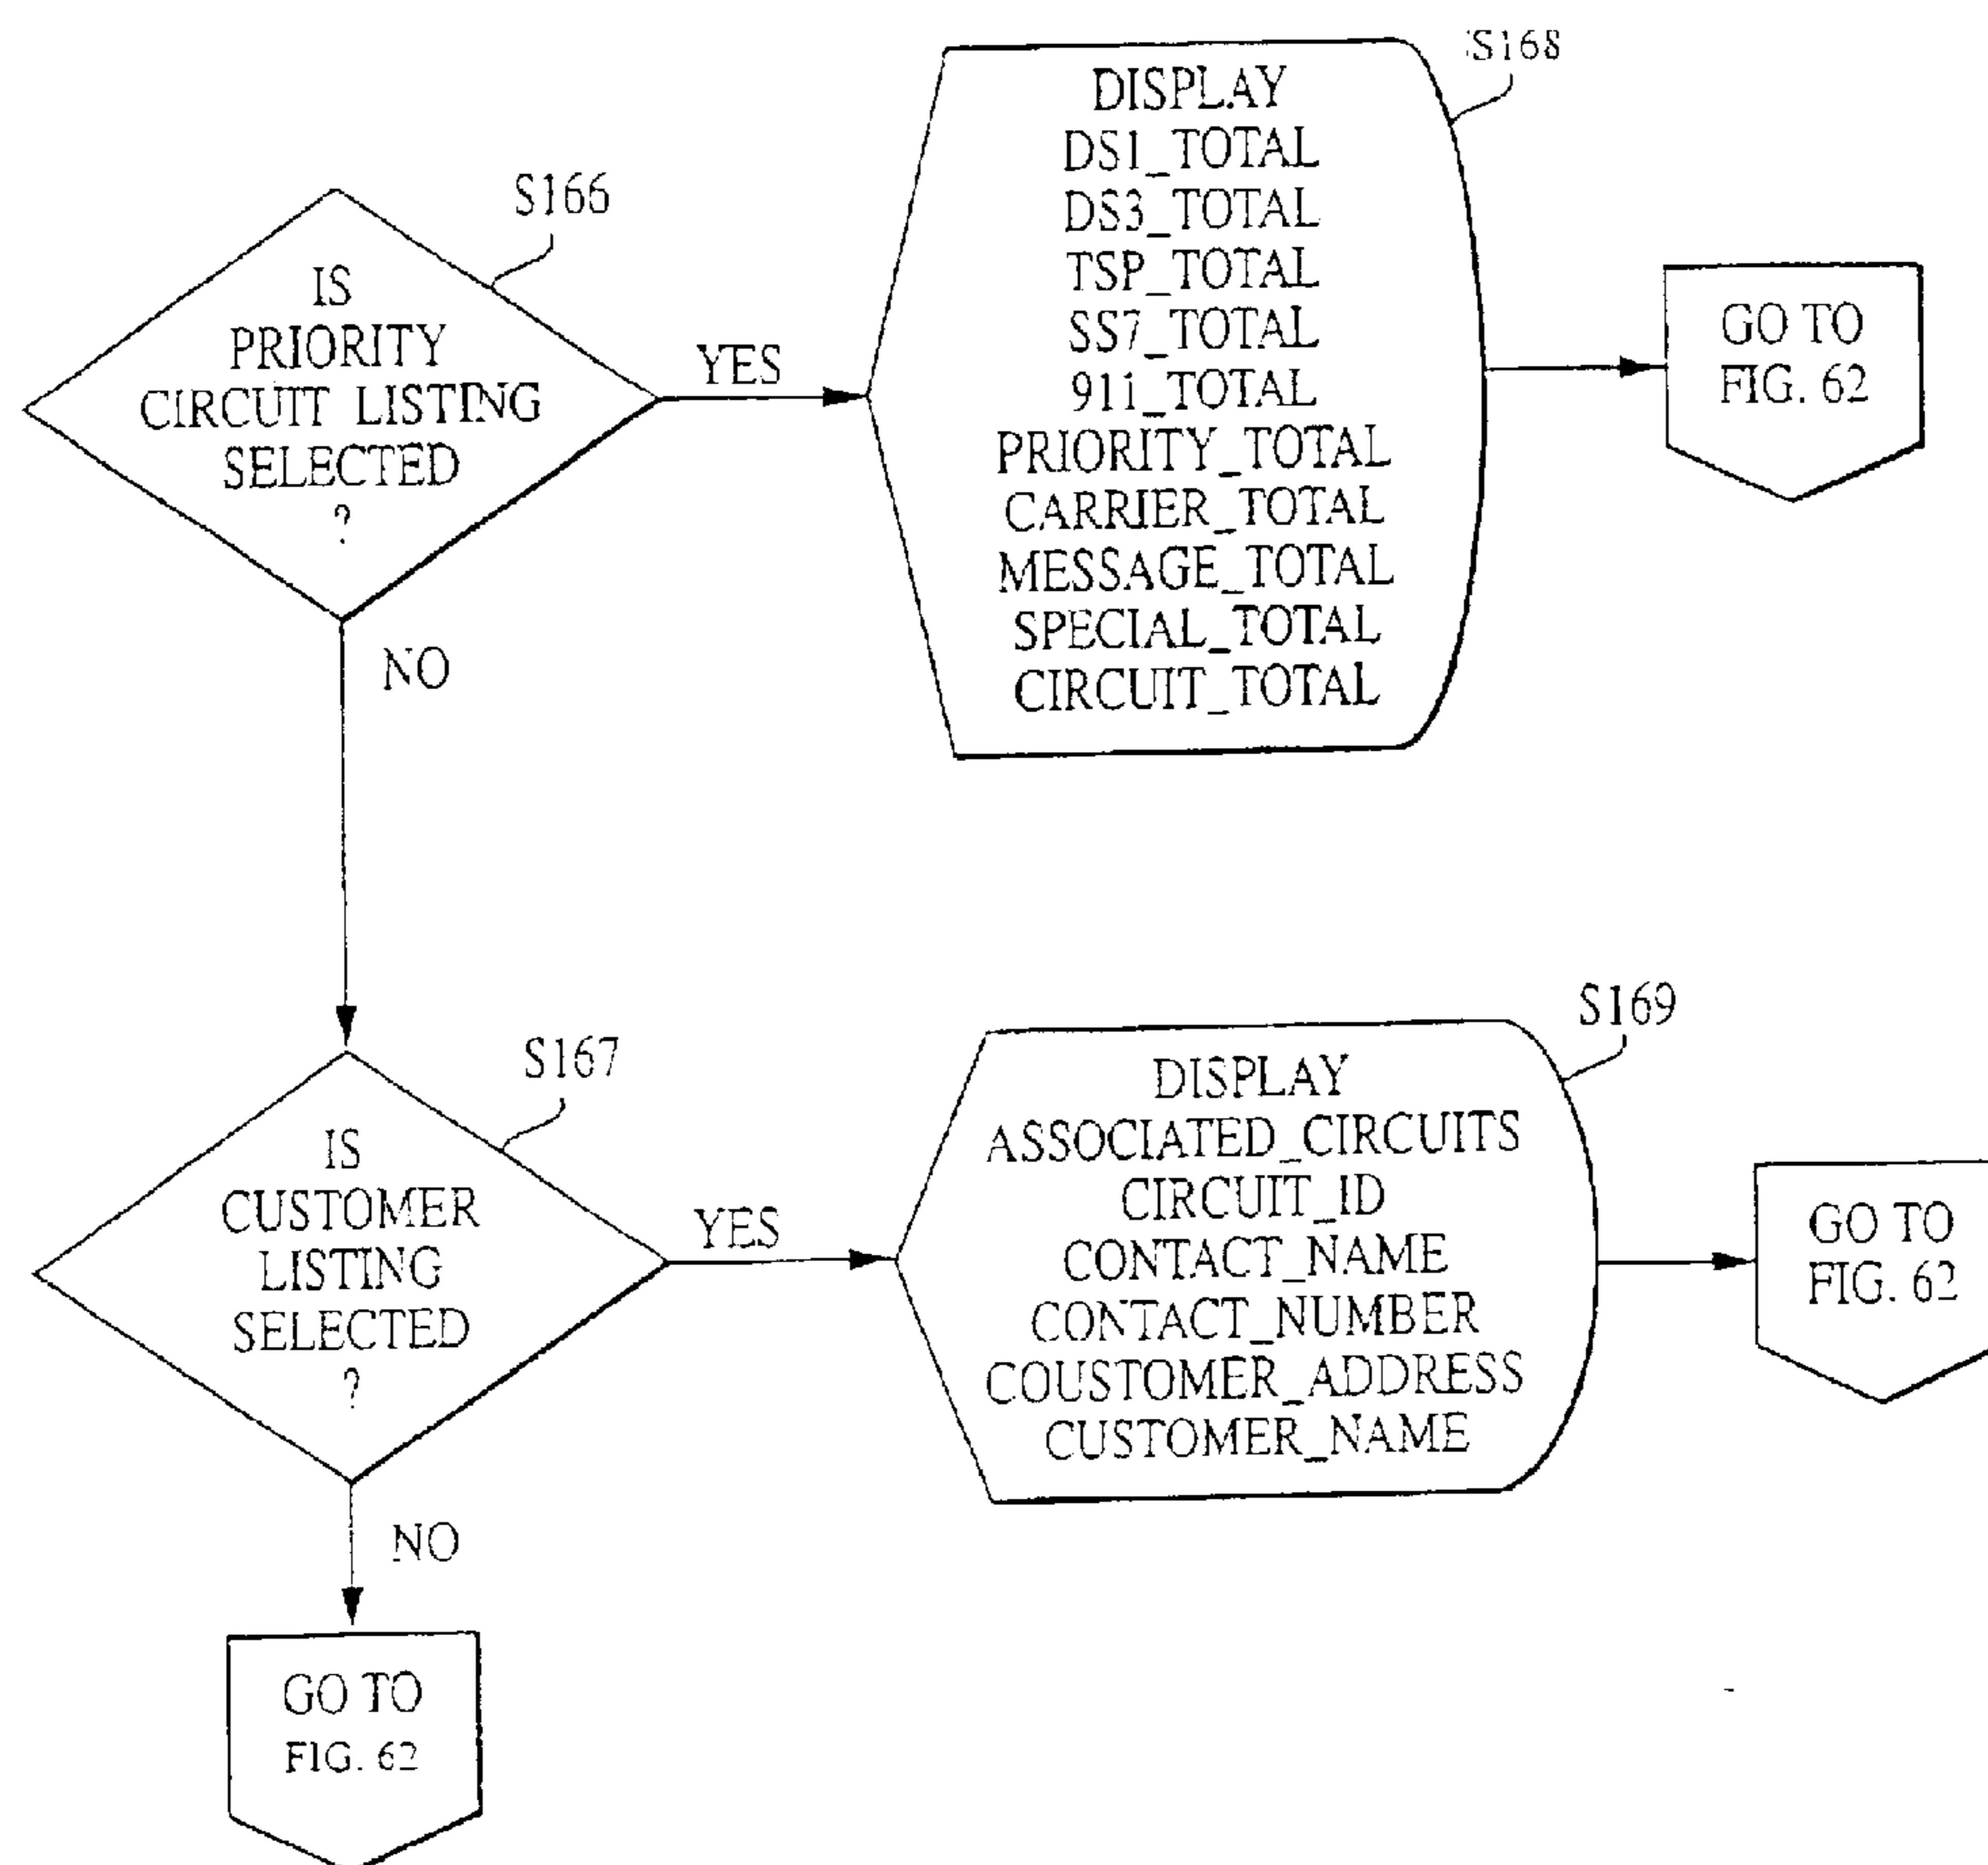 S166
IS
PRIORITY
CIRCUIT LISTING
SELECTED
?
YES
NO
S168
DISPLAY
DS1_TOTAL
DS3_TOTAL
TSP_TOTAL
SS7_TOTAL
911_TOTAL
PRIORITY_TOTAL
CARRIER_TOTAL
MESSAGE_TOTAL
SPECIAL_TOTAL
CIRCUIT_TOTAL
GO TO
FIG. 62
S167
IS
CUSTOMER
LISTING
SELECTED
?
YES
NO
S169
DISPLAY
ASSOCIATED_CIRCUITS
CIRCUIT_ID
CONTACT_NAME
CONTACT_NUMBER
COUSTOMER_ADDRESS
CUSTOMER_NAME
GO TO
FIG. 62
GO TO
FIG. 62